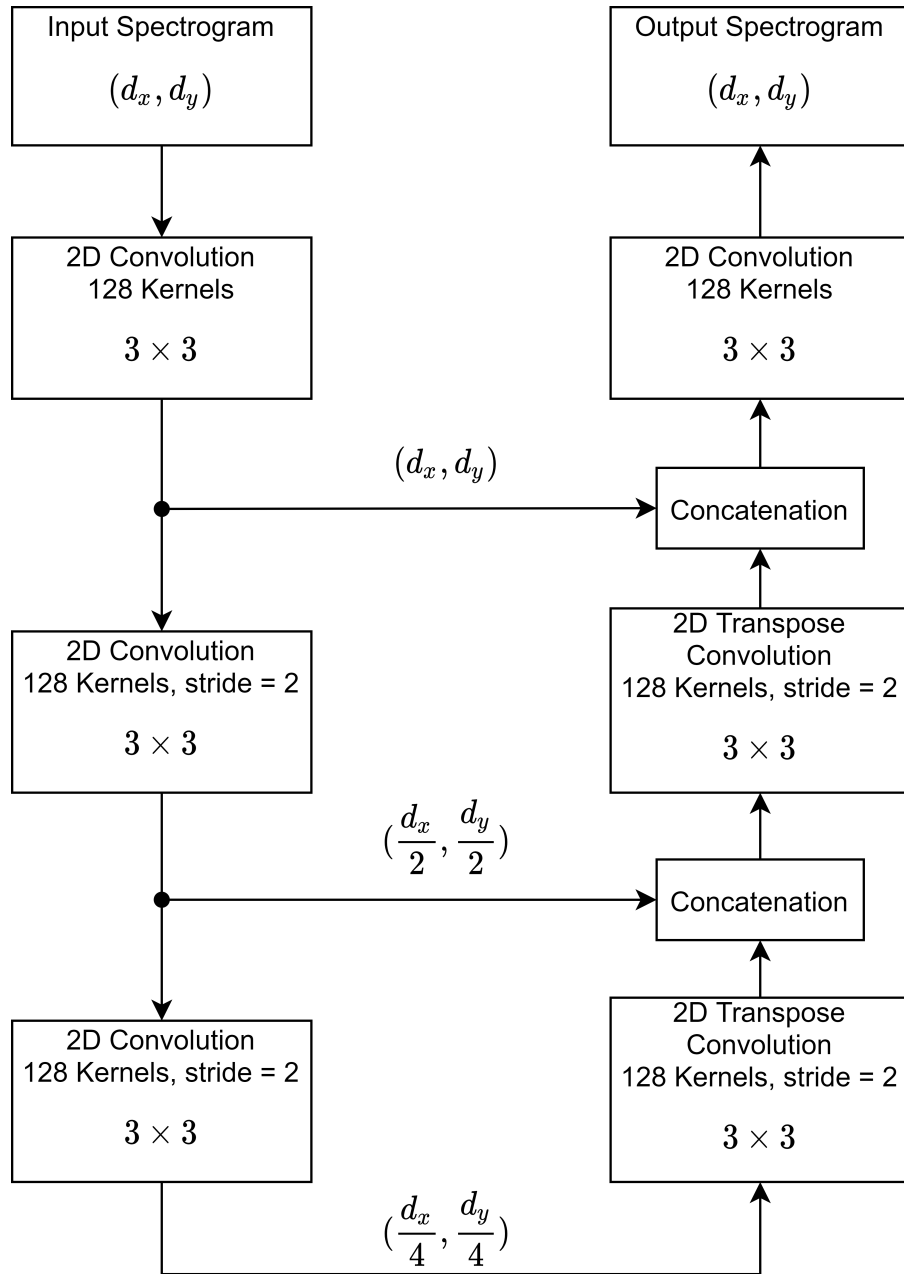 Input Spectrogram
(d_x, d_y)
2D Convolution
128 Kernels
3 × 3
(d_x, d_y)
2D Convolution
128 Kernels, stride = 2
3 × 3
(d_x/2, d_y/2)
2D Convolution
128 Kernels, stride = 2
3 × 3
(d_x/4, d_y/4)
Output Spectrogram
(d_x, d_y)
2D Convolution
128 Kernels
3 × 3
Concatenation
2D Transpose
Convolution
128 Kernels, stride = 2
3 × 3
Concatenation
2D Transpose
Convolution
128 Kernels, stride = 2
3 × 3